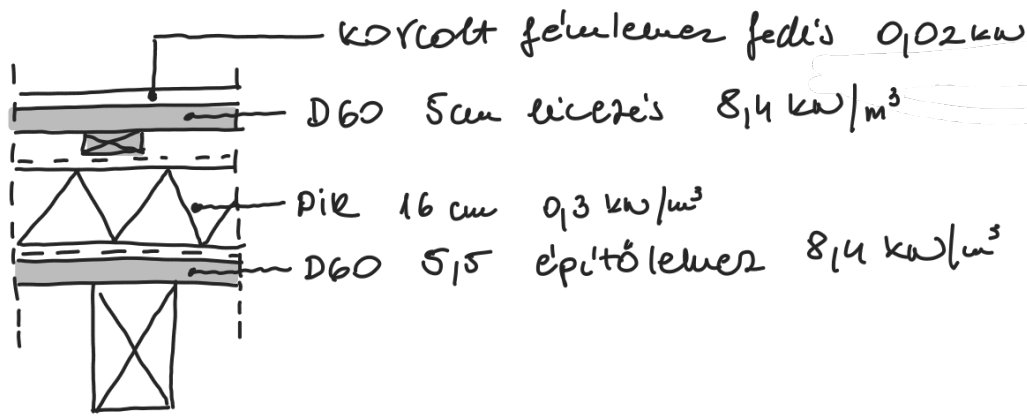 korcolt fémlemez fedés 0,02 kN
D60 5cm lécezés 8,4 kN/m³
PIR 16 cm 0,3 kN/m³
D60 5,5 építőlemez 8,4 kN/m³